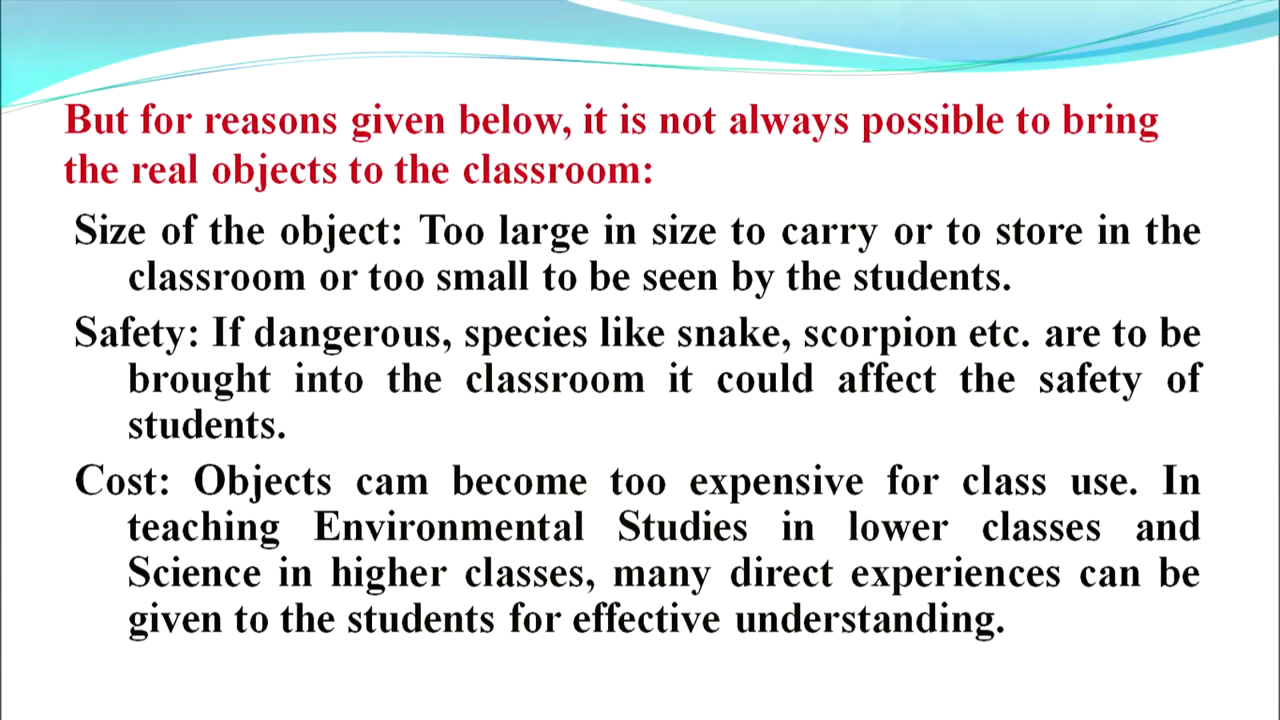 But for reasons given below, it is not always possible to bring
the real objects to the classroom:
Size of the object: Too large in size to carry or to store in the
classroom or too small to be seen by the students.
Safety: If dangerous, species like snake, scorpion etc. are to be
brought into the classroom it could affect the safety of
students.
Cost: Objects cam become too expensive for class use. In
teaching Environmental Studies in lower classes and
Science in higher classes, many direct experiences can be
given to the students for effective understanding.